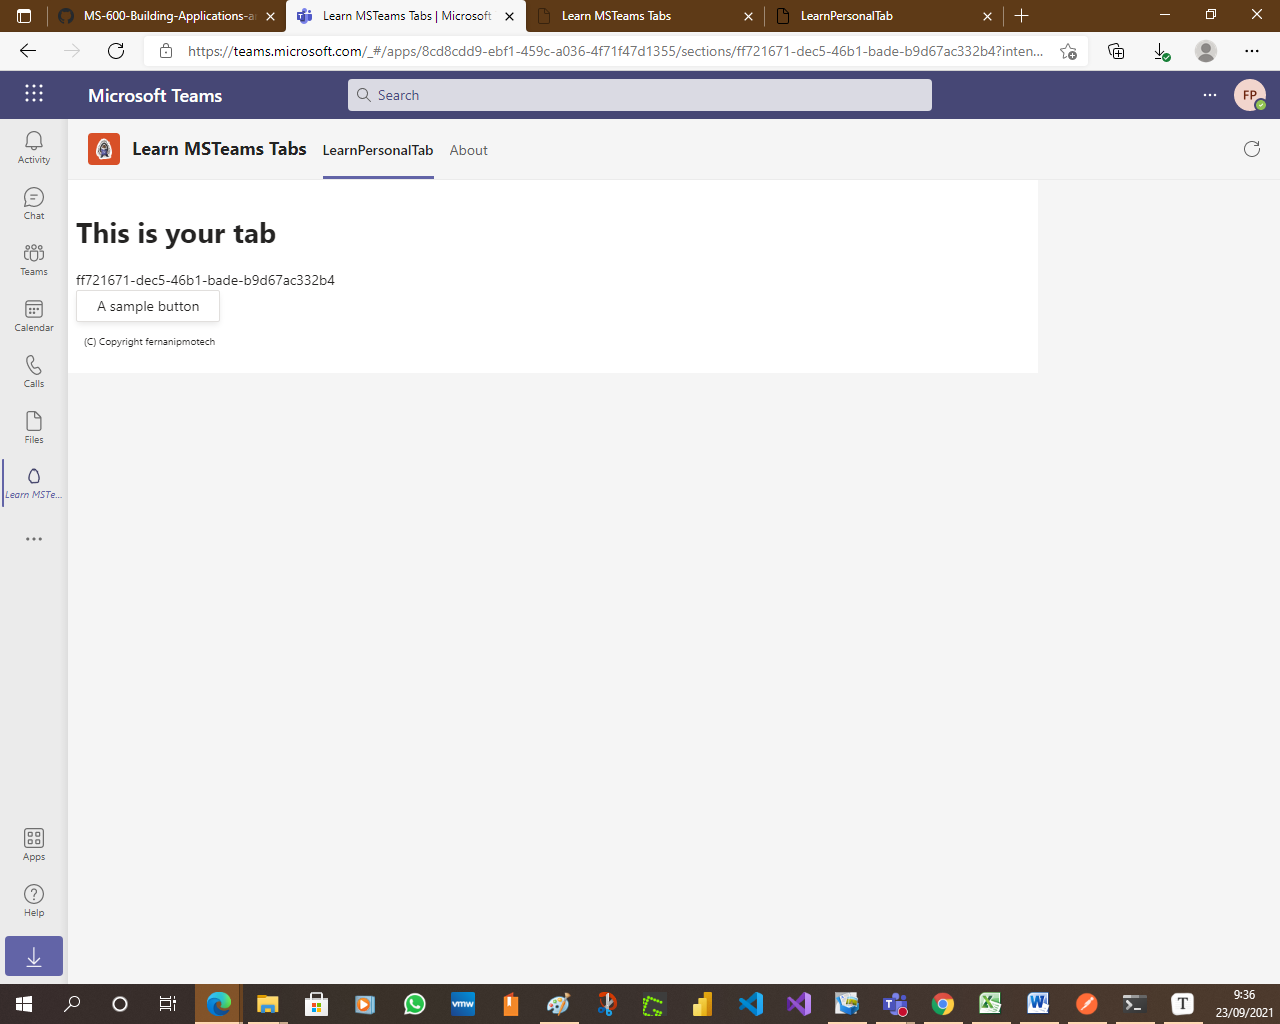 MS-600-Building-Applications-a
Learn MSTeams Tabs | Microsoft
Learn MSTeams Tabs
LearnPersonalTab
https://teams.microsoft.com/_#/apps/8cd8cdd9-ebf1-459c-a036-4f71f47d1355/sections/ff721671-dec5-46b1-bade-b9d67ac332b4?inten...
Microsoft Teams
Search
FP
Activity
Chat
Teams
Calendar
Calls
Files
Learn MSTe...
Apps
Help
Learn MSTeams Tabs
LearnPersonalTab
About
This is your tab
ff721671-dec5-46b1-bade-b9d67ac332b4
A sample button
(C) Copyright fernanipmotech
vmw
T
9:36
23/09/2021